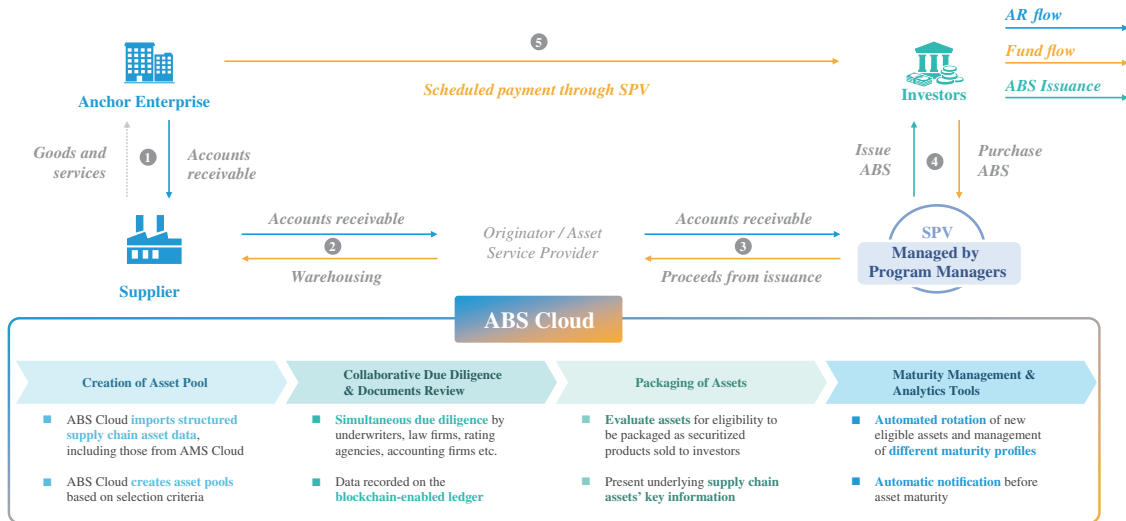 AR flow
5
Fund flow
Anchor Enterprise
Scheduled payment through SPV
Investors
ABS Issuance
Goods and
services
1
Accounts
receivable
Issue
ABS
4
Purchase
ABS
Accounts receivable
2
Warehousing
Supplier
Originator / Asset
Service Provider
Accounts receivable
3
Proceeds from issuance
SPV
Managed by
Program Managers
ABS Cloud
Creation of Asset Pool
ABS Cloud imports structured
supply chain asset data,
including those from AMS Cloud
ABS Cloud creates asset pools
based on selection criteria
Collaborative Due Diligence
& Documents Review
Simultaneous due diligence by
underwriters, law firms, rating
agencies, accounting firms etc.
Data recorded on the
blockchain-enabled ledger
Packaging of Assets
Evaluate assets for eligibility to
be packaged as securitized
products sold to investors
Present underlying supply chain
assets' key information
Maturity Management &
Analytics Tools
Automated rotation of new
eligible assets and management
of different maturity profiles
Automatic notification before
asset maturity